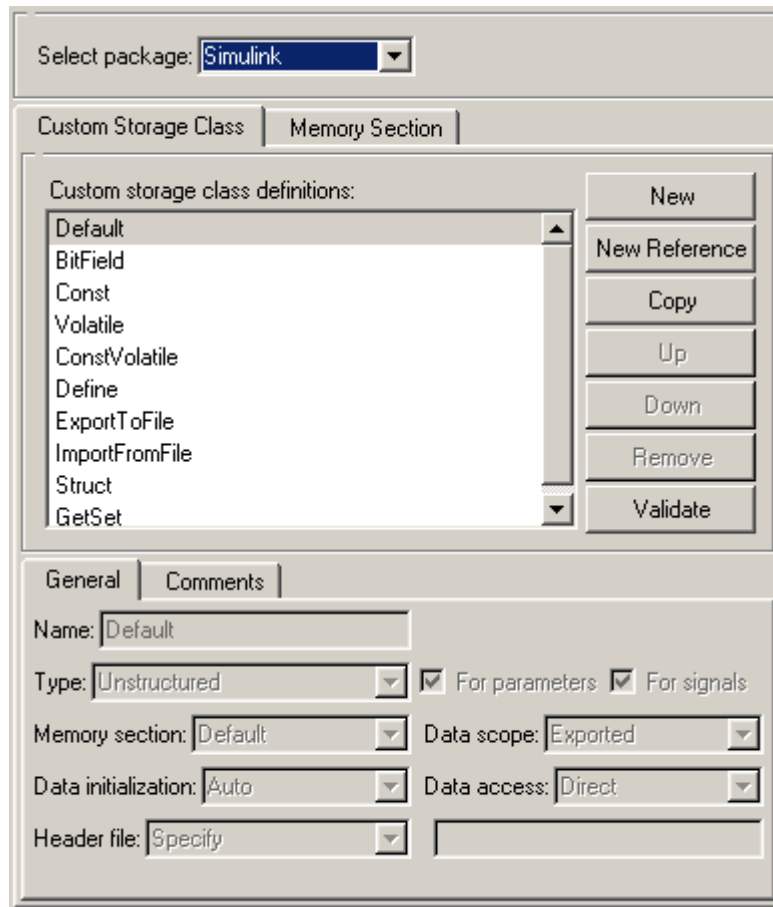 Select package: Simulink
Custom Storage Class
Memory Section
Custom storage class definitions:
Default
BitField
Const
Volatile
ConstVolatile
Define
ExportToFile
ImportFromFile
Struct
GetSet
New
New Reference
Copy
Up
Down
Remove
Validate
General
Comments
Name: Default
Type: Unstructured For parameters For signals
Memory section: Default Data scope: Exported
Data initialization: Auto Data access: Direct
Header file: Specify